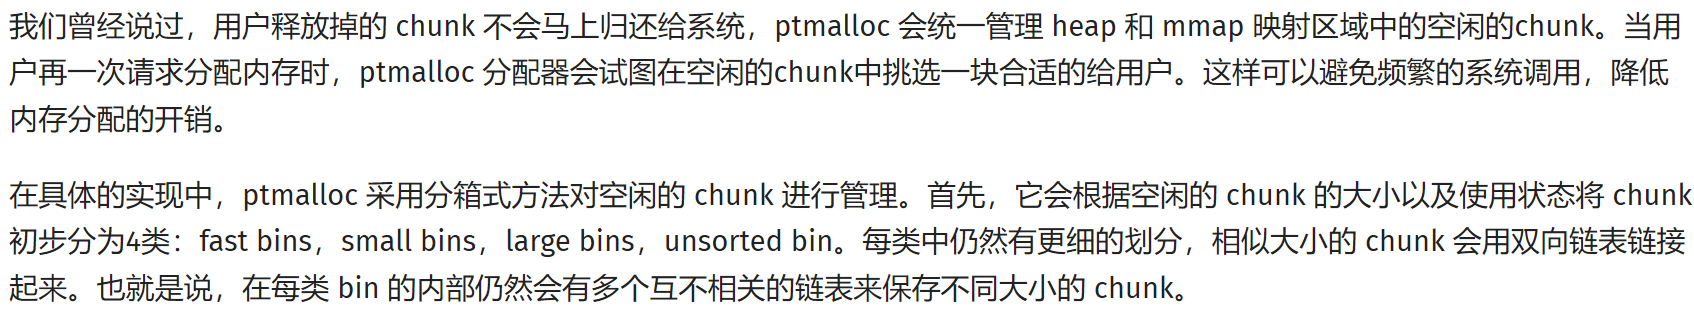 我们曾经说过，用户释放掉的 chunk 不会马上归还给系统，ptmalloc 会统一管理 heap 和 mmap 映射区域中的空闲的chunk。当用
户再一次请求分配内存时，ptmalloc 分配器会试图在空闲的chunk中挑选一块合适的给用户。这样可以避免频繁的系统调用，降低
内存分配的开销。
在具体的实现中，ptmalloc 采用分箱式方法对空闲的 chunk 进行管理。首先，它会根据空闲的 chunk 的大小以及使用状态将 chunk
初步分为4类：fast bins，small bins，large bins，unsorted bin。每类中仍然有更细的划分，相似大小的 chunk 会用双向链表链接
起来。也就是说，在每类 bin 的内部仍然会有多个互不相关的链表来保存不同大小的 chunk。